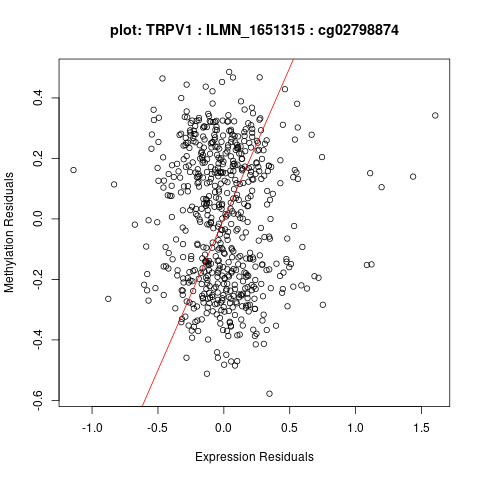 plot: TRPV1 : ILMN_1651315 : cg02798874
Methylation Residuals
0.4
0.2
0.0
-0.2
-0.4
-0.6
-1.0 -0.5 0.0 0.5 1.0 1.5
Expression Residuals